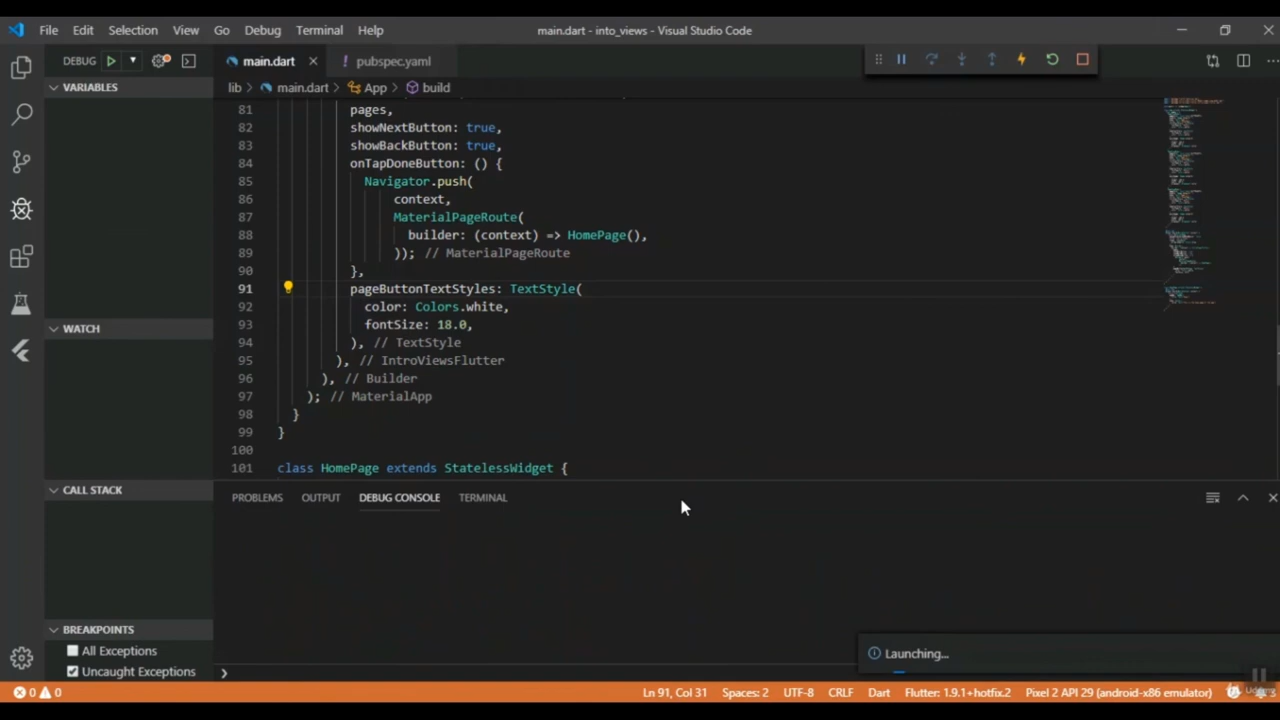 File Edit Selection View Go Debug Terminal Help main.dart - into_views - Visual Studio Code
DEBUG main.dart pubspec.yaml
VARIABLES
lib main.dart App build
81 pages,
82 showNextButton: true,
83 showBackButton: true,
84 onTapDoneButton: () {
85 Navigator.push(
86 context,
87 MaterialPageRoute(
88 builder: (context) => HomePage(),
89 )); // MaterialPageRoute
90 },
91 pageButtonTextStyles: TextStyle(
92 color: Colors.white,
93 fontSize: 18.0,
94 ), // TextStyle
95 ), // IntroViewsFlutter
96 ), // Builder
97 ); // MaterialApp
98 }
99 }
100
101 class HomePage extends StatelessWidget {
WATCH
CALL STACK
BREAKPOINTS
All Exceptions
Uncaught Exceptions
PROBLEMS OUTPUT DEBUG CONSOLE TERMINAL
Launching...
0 0 Ln 91, Col 31 Spaces: 2 UTF-8 CRLF Dart Flutter: 1.9.1+hotfix.2 Pixel 2 API 29 (android-x86 emulator)